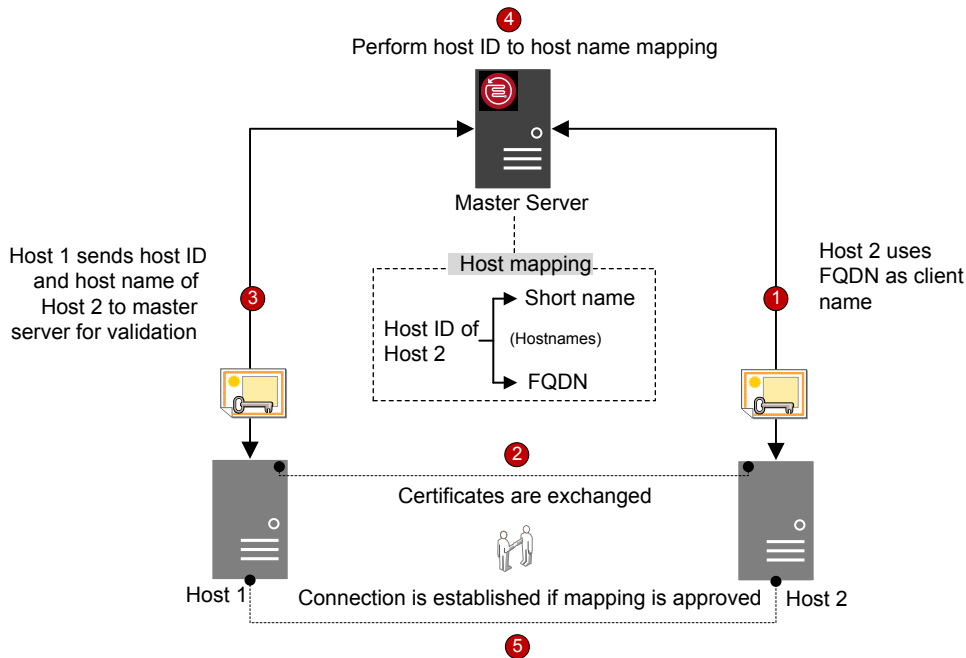 4
Perform host ID to host name mapping
Master Server
Host 1 sends host ID
and host name of
Host 2 to master
server for validation
3
Host mapping
Host ID of
Host 2
Short name
(Hostnames)
FQDN
1
Host 2 uses
FQDN as client
name
2
Certificates are exchanged
Host 1
Connection is established if mapping is approved
Host 2
5